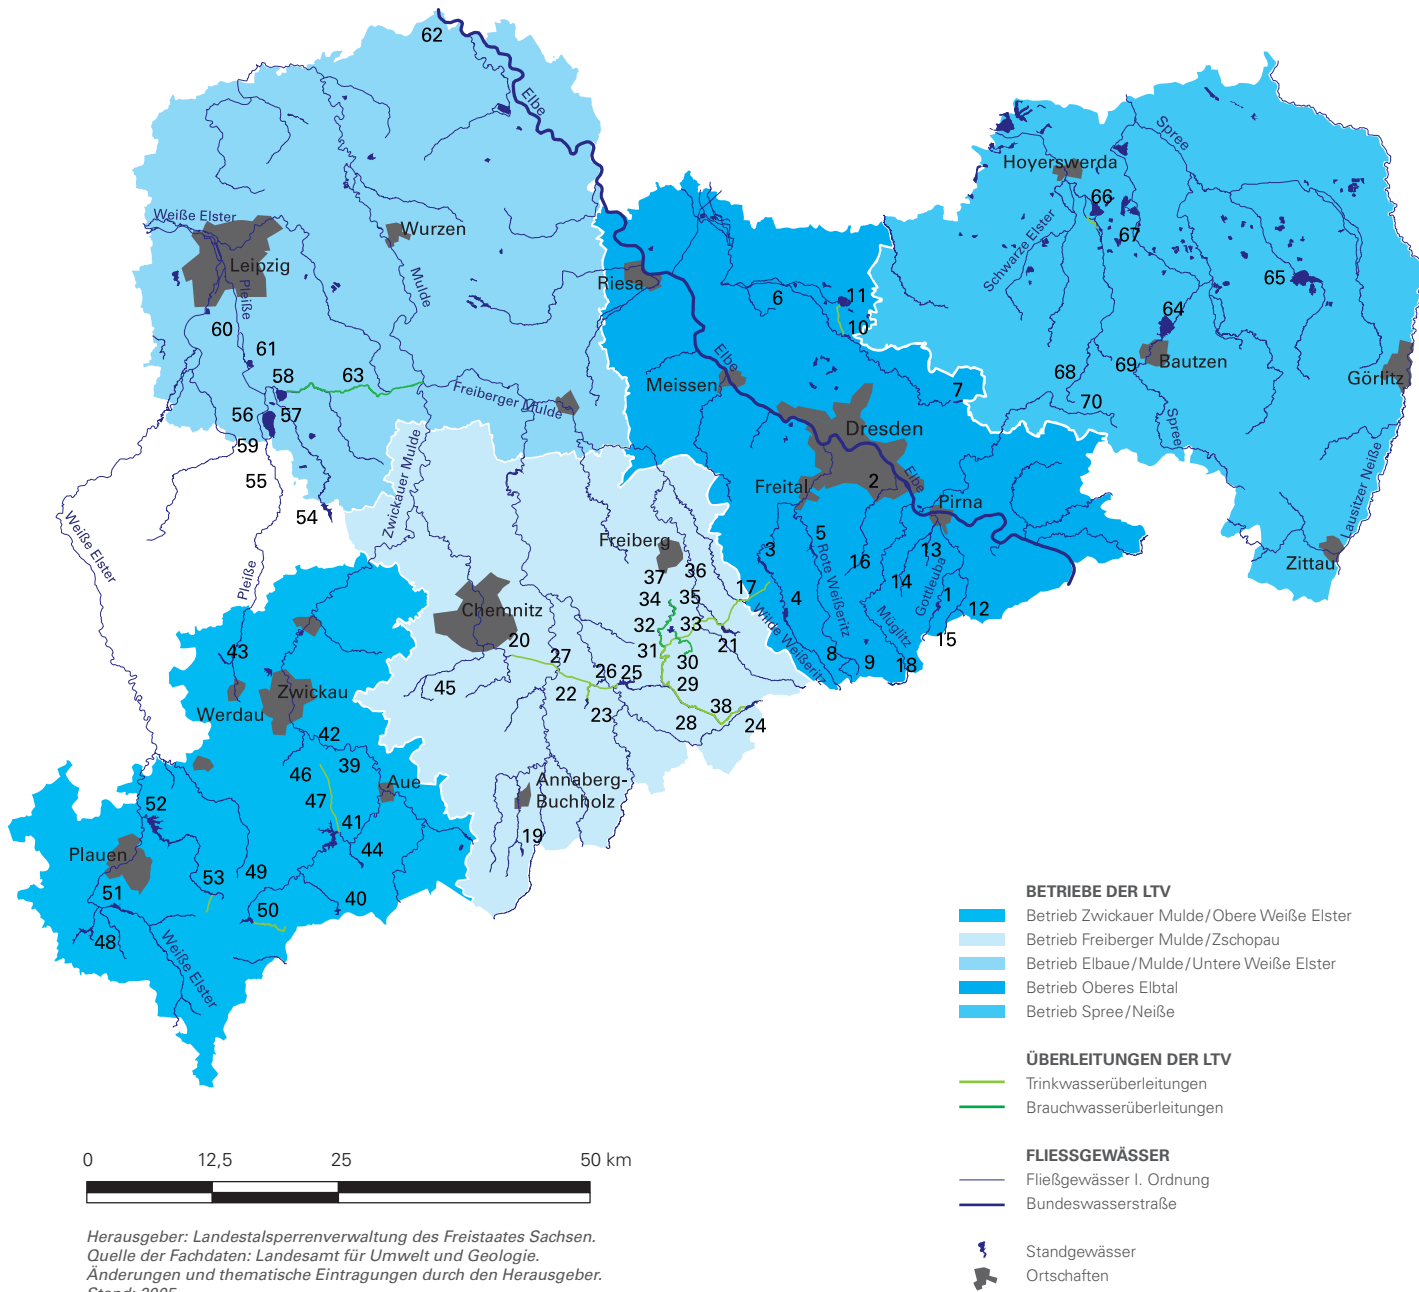 62
Elbe
Spree
Hoyerswerda
66
67
Weiße Elster
Wurzen
Schwarze Elster
Leipzig
Mulde
Riesa
65
Pleiße
6
11
10
64
60
61
Elbe
69
Bautzen
58
63
Meissen
68
Görlitz
Freiberger Mulde
7
70
56
57
Dresden
Spree
59
Zwickauer Mulde
55
Freital
2
Elbe
Lausitzer Neiße
54
Pirna
Weiße Elster
5
Freiberg
3
13
Zittau
Pleiße
16
Rote Weißeritz
37
36
17
14
Gottleuba
34
35
4
1
12
Chemnitz
32
33
Wilde Weißeritz
Müglitz
15
20
31
21
43
27
30
8
9
18
26
25
29
45
22
Zwickau
23
38
28
24
Werdau
42
46
39
Aue
Annaberg-
Buchholz
47
52
41
19
44
Plauen
49
53
51
40
50
48
Weiße Elster
BETRIEBE DER LTV
Betrieb Zwickauer Mulde/Obere Weiße Elster
Betrieb Freiberger Mulde/Zschopau
Betrieb Elbaue/Mulde/Untere Weiße Elster
Betrieb Oberes Elbtal
Betrieb Spree/Neiße
ÜBERLEITUNGEN DER LTV
Trinkwasserüberleitungen
Brauchwasserüberleitungen
FLIESSGEWÄSSER
Fließgewässer I. Ordnung
Bundeswasserstraße
Standgewässer
Ortschaften
0 12,5 25 50 km
Herausgeber: Landestalsperrenverwaltung des Freistaates Sachsen.
Quelle der Fachdaten: Landesamt für Umwelt und Geologie.
Änderungen und thematische Eintragungen durch den Herausgeber.
Stand: 2005